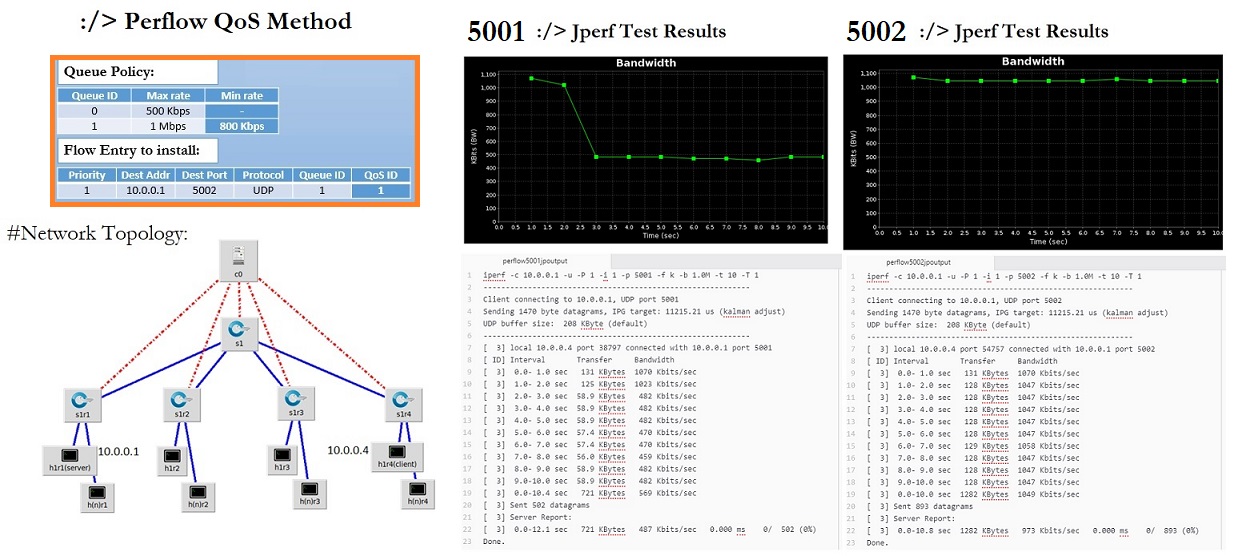 :/> Perflow QoS Method
Queue Policy:
Queue ID Max rate Min rate
0 500 Kbps -
1 1 Mbps 800 Kbps
Flow Entry to install:
Priority Dest Addr Dest Port Protocol Queue ID QoS ID
1 10.0.0.1 5002 UDP 1 1
#Network Topology:
c0
s1
s1r1 s1r2 s1r3 s1r4
10.0.0.1 10.0.0.4
h1r1(server) h1r2 h1r3 h1r4(client)
h(n)r1 h(n)r2 h(n)r3 h(n)r4
5001 :/> Jperf Test Results
Bandwidth
KBits (BW)
1,100
1,000
900
800
700
600
500
400
300
200
100
0
0.0 0.5 1.0 1.5 2.0 2.5 3.0 3.5 4.0 4.5 5.0 5.5 6.0 6.5 7.0 7.5 8.0 8.5 9.0 9.5 10.
Time (sec)
perflow5001jpoutput
1 iperf -c 10.0.0.1 -u -P 1 -i 1 -p 5001 -f k -b 1.0M -t 10 -T 1
2 ------------------------------------------------------------
3 Client connecting to 10.0.0.1, UDP port 5001
4 Sending 1470 byte datagrams, IPG target: 11215.21 us (kalman adjust)
5 UDP buffer size: 208 KByte (default)
6 ------------------------------------------------------------
7 [ 3] local 10.0.0.4 port 38797 connected with 10.0.0.1 port 5001
8 [ ID] Interval Transfer Bandwidth
9 [ 3] 0.0- 1.0 sec 131 KBytes 1070 Kbits/sec
10 [ 3] 1.0- 2.0 sec 125 KBytes 1023 Kbits/sec
11 [ 3] 2.0- 3.0 sec 58.9 KBytes 482 Kbits/sec
12 [ 3] 3.0- 4.0 sec 58.9 KBytes 482 Kbits/sec
13 [ 3] 4.0- 5.0 sec 58.9 KBytes 482 Kbits/sec
14 [ 3] 5.0- 6.0 sec 57.4 KBytes 470 Kbits/sec
15 [ 3] 6.0- 7.0 sec 57.4 KBytes 470 Kbits/sec
16 [ 3] 7.0- 8.0 sec 56.0 KBytes 459 Kbits/sec
17 [ 3] 8.0- 9.0 sec 58.9 KBytes 482 Kbits/sec
18 [ 3] 9.0-10.0 sec 58.9 KBytes 482 Kbits/sec
19 [ 3] 0.0-10.4 sec 721 KBytes 569 Kbits/sec
20 [ 3] Sent 502 datagrams
21 [ 3] Server Report:
22 [ 3] 0.0-12.1 sec 721 KBytes 487 Kbits/sec 0.000 ms 0/ 502 (0%)
23 Done.
5002 :/> Jperf Test Results
Bandwidth
KBits (BW)
1,100
1,000
900
800
700
600
500
400
300
200
100
0
0.0 0.5 1.0 1.5 2.0 2.5 3.0 3.5 4.0 4.5 5.0 5.5 6.0 6.5 7.0 7.5 8.0 8.5 9.0 9.5 10.
Time (sec)
perflow5002jpoutput
1 iperf -c 10.0.0.1 -u -P 1 -i 1 -p 5002 -f k -b 1.0M -t 10 -T 1
2 ------------------------------------------------------------
3 Client connecting to 10.0.0.1, UDP port 5002
4 Sending 1470 byte datagrams, IPG target: 11215.21 us (kalman adjust)
5 UDP buffer size: 208 KByte (default)
6 ------------------------------------------------------------
7 [ 3] local 10.0.0.4 port 54757 connected with 10.0.0.1 port 5002
8 [ ID] Interval Transfer Bandwidth
9 [ 3] 0.0- 1.0 sec 131 KBytes 1070 Kbits/sec
10 [ 3] 1.0- 2.0 sec 128 KBytes 1047 Kbits/sec
11 [ 3] 2.0- 3.0 sec 128 KBytes 1047 Kbits/sec
12 [ 3] 3.0- 4.0 sec 128 KBytes 1047 Kbits/sec
13 [ 3] 4.0- 5.0 sec 128 KBytes 1047 Kbits/sec
14 [ 3] 5.0- 6.0 sec 128 KBytes 1047 Kbits/sec
15 [ 3] 6.0- 7.0 sec 129 KBytes 1058 Kbits/sec
16 [ 3] 7.0- 8.0 sec 128 KBytes 1047 Kbits/sec
17 [ 3] 8.0- 9.0 sec 128 KBytes 1047 Kbits/sec
18 [ 3] 9.0-10.0 sec 128 KBytes 1047 Kbits/sec
19 [ 3] 0.0-10.0 sec 1282 KBytes 1049 Kbits/sec
20 [ 3] Sent 893 datagrams
21 [ 3] Server Report:
22 [ 3] 0.0-10.8 sec 1282 KBytes 973 Kbits/sec 0.000 ms 0/ 893 (0%)
23 Done.